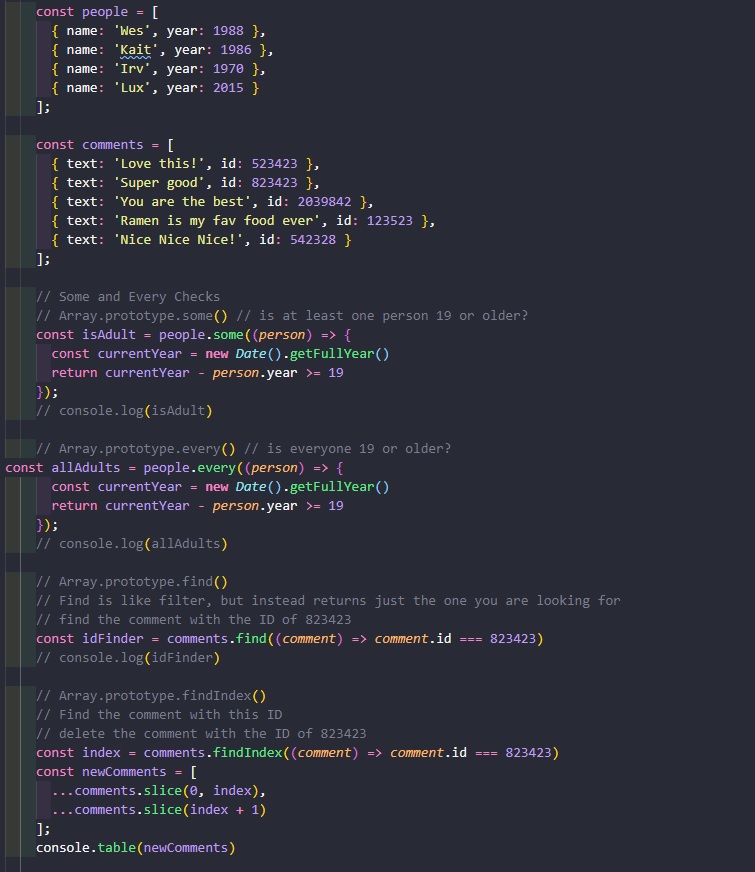 const people = [
{ name: 'Wes', year: 1988 },
{ name: 'Kait', year: 1986 },
{ name: 'Irv', year: 1970 },
{ name: 'Lux', year: 2015 }
];
const comments = [
{ text: 'Love this!', id: 523423 },
{ text: 'Super good', id: 823423 },
{ text: 'You are the best', id: 2039842 },
{ text: 'Ramen is my fav food ever', id: 123523 },
{ text: 'Nice Nice Nice!', id: 542328 }
];
// Some and Every Checks
// Array.prototype.some() // is at least one person 19 or older?
const isAdult = people.some((person) => {
const currentYear = new Date().getFullYear()
return currentYear - person.year >= 19
});
// console.log(isAdult)
// Array.prototype.every() // is everyone 19 or older?
const allAdults = people.every((person) => {
const currentYear = new Date().getFullYear()
return currentYear - person.year >= 19
});
// console.log(allAdults)
// Array.prototype.find()
// Find is like filter, but instead returns just the one you are looking for
// find the comment with the ID of 823423
const idFinder = comments.find((comment) => comment.id === 823423)
// console.log(idFinder)
// Array.prototype.findIndex()
// Find the comment with this ID
// delete the comment with the ID of 823423
const index = comments.findIndex((comment) => comment.id === 823423)
const newComments = [
...comments.slice(0, index),
...comments.slice(index + 1)
];
console.table(newComments)